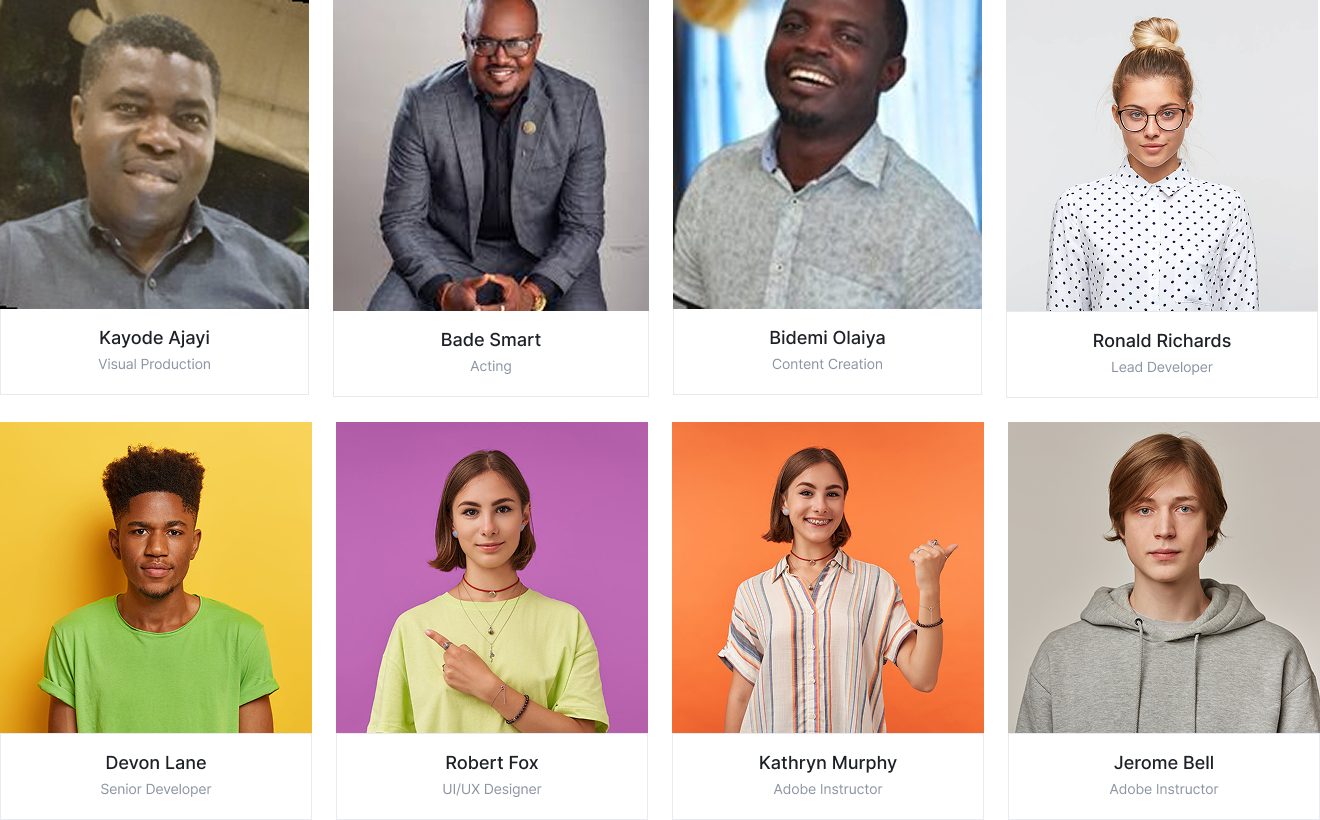 Kayode Ajayi
Visual Production
Bade Smart
Acting
Bidemi Olaiya
Content Creation
Ronald Richards
Lead Developer
Devon Lane
Senior Developer
Robert Fox
UI/UX Designer
Kathryn Murphy
Adobe Instructor
Jerome Bell
Adobe Instructor